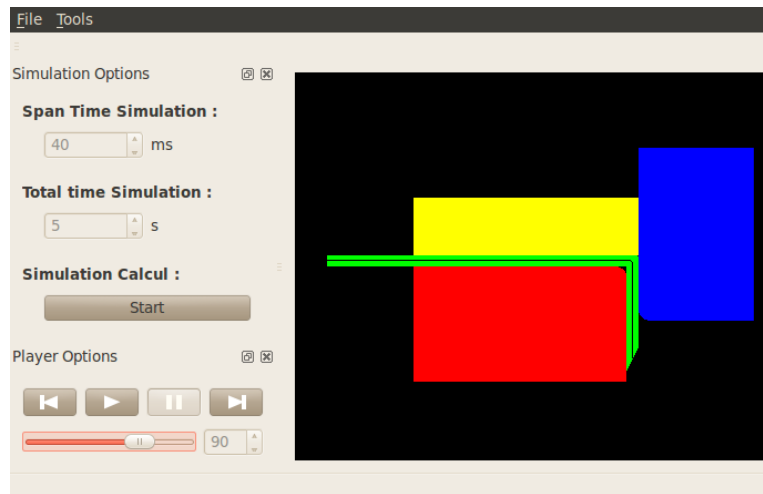 File Tools
Simulation Options
Span Time Simulation :
40 ms
Total time Simulation :
5 s
Simulation Calcul :
Start
Player Options
90